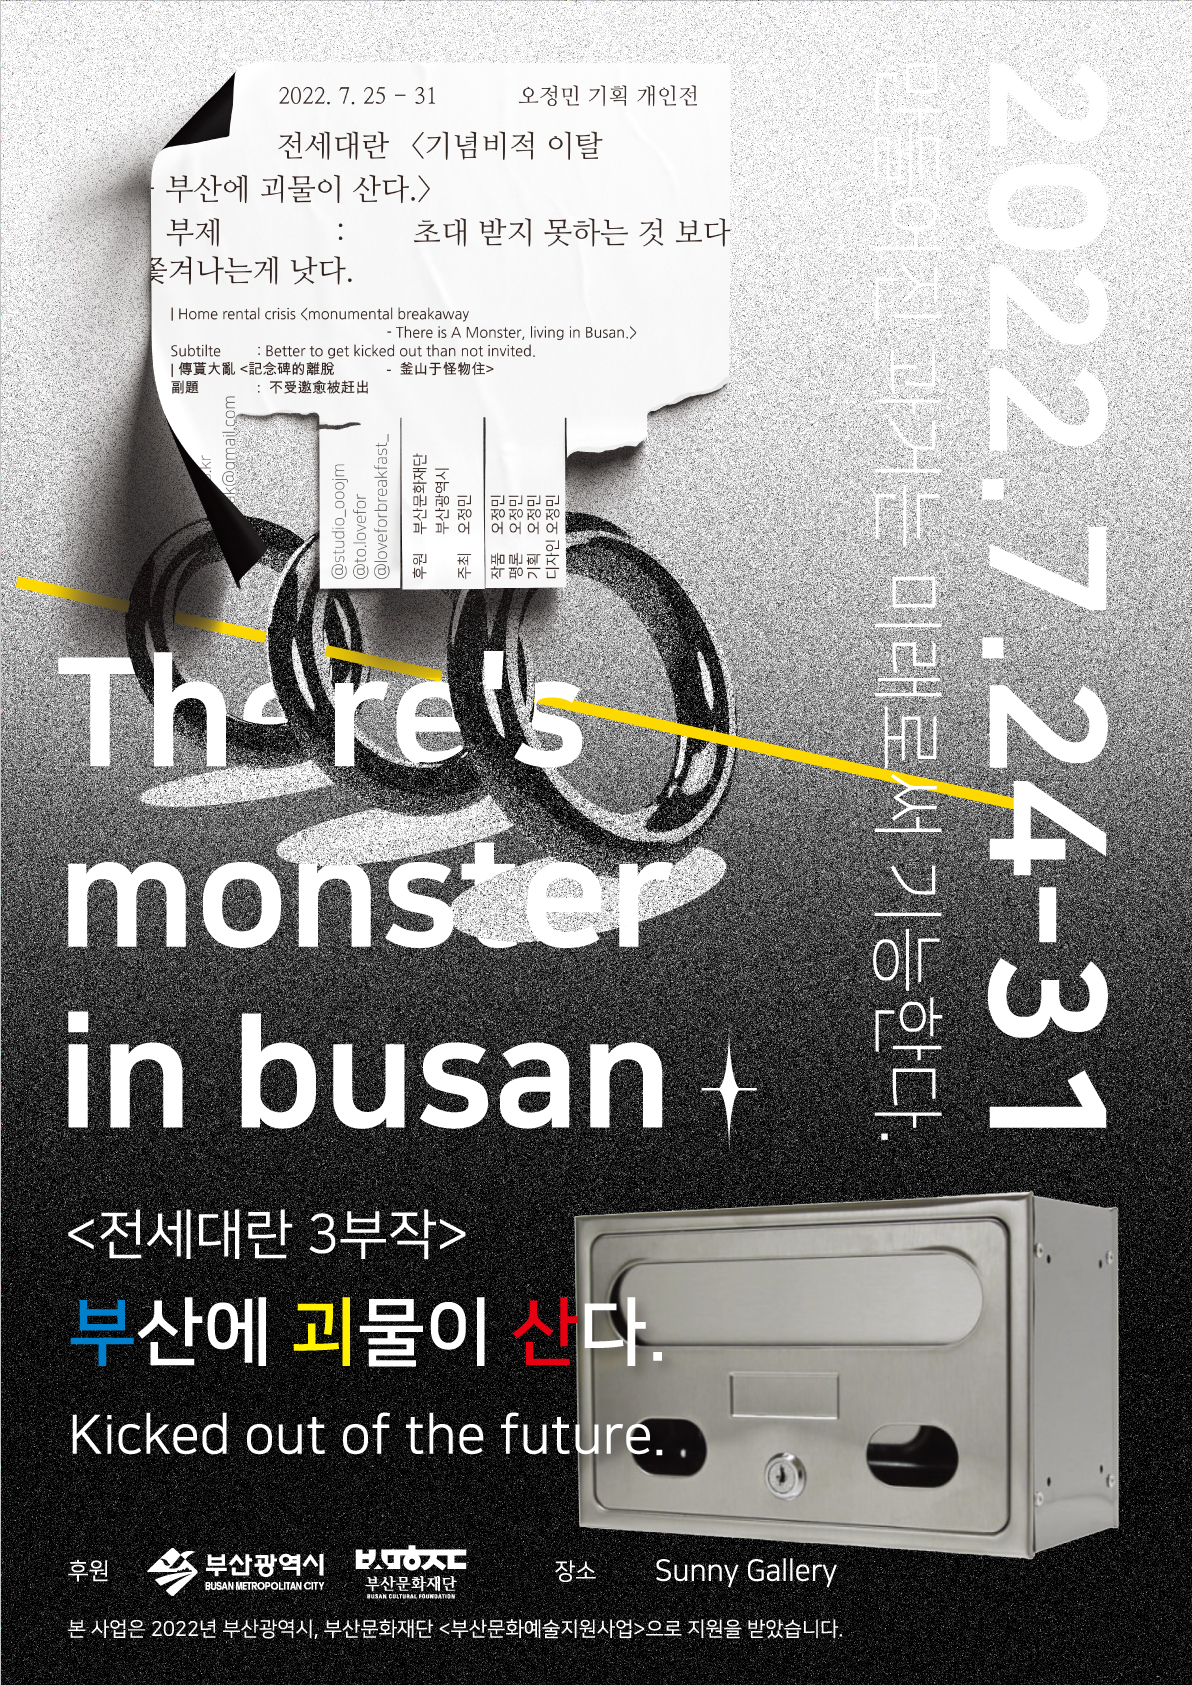 2022. 7. 25 - 31 오정민 기획 개인전
전세대란 〈기념비적 이탈
- 부산에 괴물이 산다.〉
부제 : 초대 받지 못하는 것 보다
쫓겨나는게 낫다.
| Home rental crisis <monumental breakaway
- There is A Monster, living in Busan.>
Subtilte : Better to get kicked out than not invited.
| 傳貰大亂 <記念碑的離脫 - 釜山于怪物住>
副題 : 不受邀愈被赶出
.kr
k@gmail.com
@studio_ooojm
@to.lovefor
@loveforbreakfast_
후원 부산문화재단
부산광역시
주최 오정민
작품 오정민
평론 오정민
기획 오정민
디자인 오정민
2022.7.24-31
만들어진다기는 미래로써 기능한다.
There's
monster
in busan
<전세대란 3부작>
부산에 괴물이 산다.
Kicked out of the future.
후원 부산광역시 BUSAN METROPOLITAN CITY 부산문화재단 BUSAN CULTURAL FOUNDATION 장소 Sunny Gallery
본 사업은 2022년 부산광역시, 부산문화재단 <부산문화예술지원사업>으로 지원을 받았습니다.